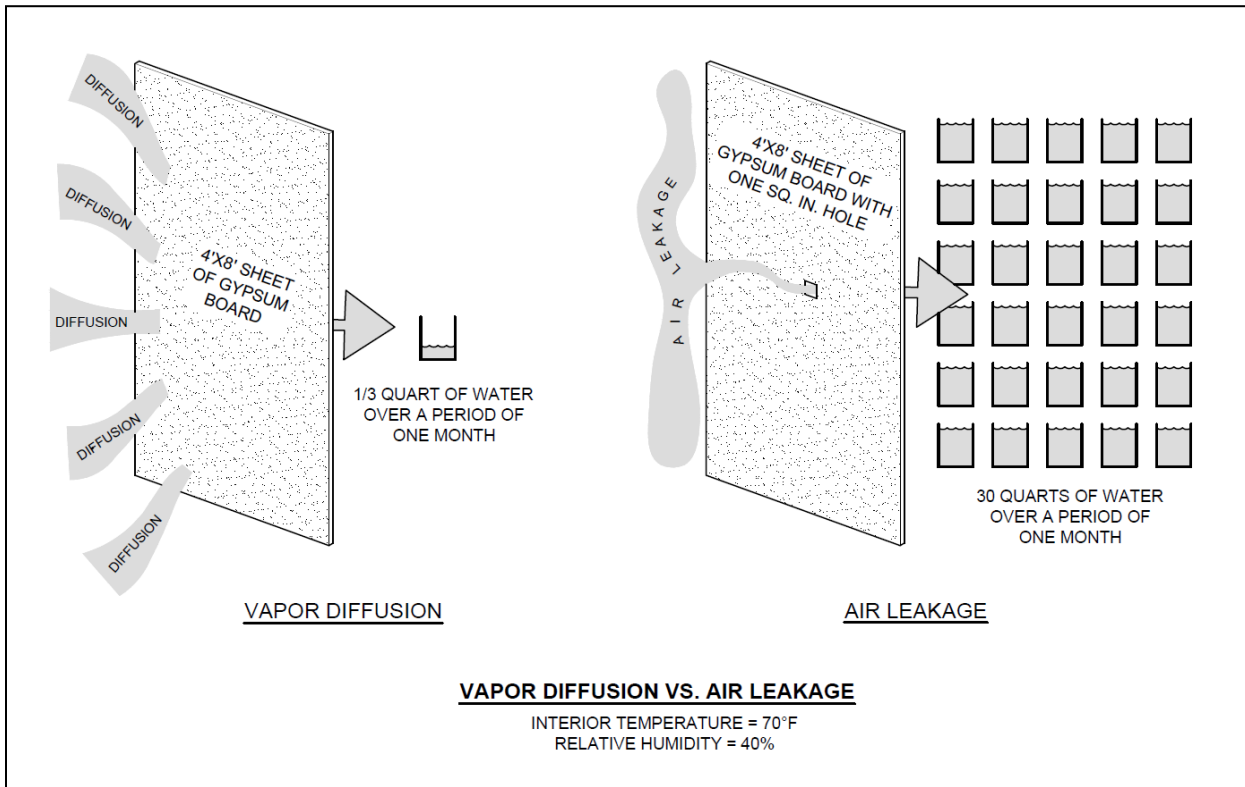 DIFFUSION
DIFFUSION
DIFFUSION
DIFFUSION
DIFFUSION
4'X8' SHEET
OF GYPSUM
BOARD
1/3 QUART OF WATER
OVER A PERIOD OF
ONE MONTH
VAPOR DIFFUSION
AIR LEAKAGE
4'X8' SHEET OF
GYPSUM BOARD WITH
ONE SQ. IN. HOLE
30 QUARTS OF WATER
OVER A PERIOD OF
ONE MONTH
AIR LEAKAGE
VAPOR DIFFUSION VS. AIR LEAKAGE
INTERIOR TEMPERATURE = 70°F
RELATIVE HUMIDITY = 40%